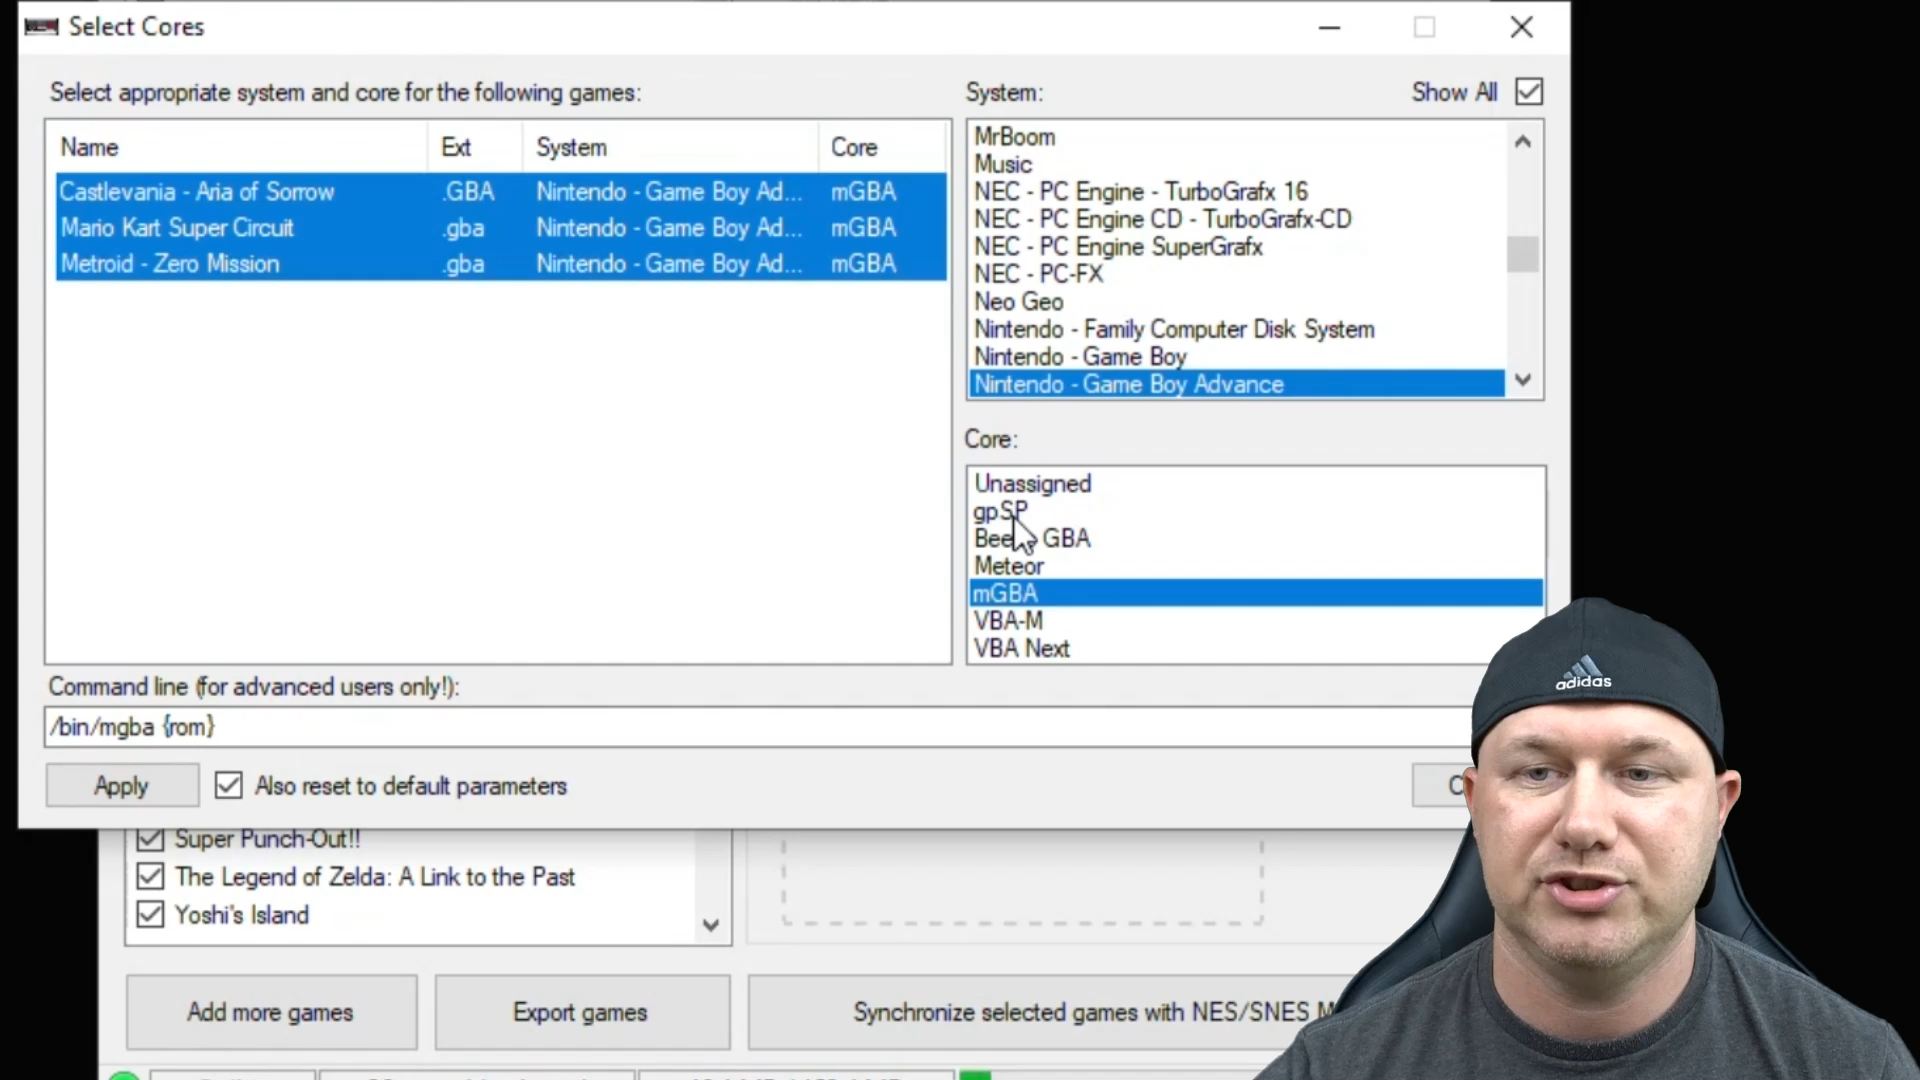 Select Cores
Select appropriate system and core for the following games:
Name Ext System Core
Castlevania - Aria of Sorrow .GBA Nintendo - Game Boy Ad... mGBA
Mario Kart Super Circuit .gba Nintendo - Game Boy Ad... mGBA
Metroid - Zero Mission .gba Nintendo - Game Boy Ad... mGBA
System: Show All
MrBoom
Music
NEC - PC Engine - TurboGrafx 16
NEC - PC Engine CD - TurboGrafx-CD
NEC - PC Engine SuperGrafx
NEC - PC-FX
Neo Geo
Nintendo - Family Computer Disk System
Nintendo - Game Boy
Nintendo - Game Boy Advance
Core:
Unassigned
gpSP
GBA
Meteor
mGBA
VBA-M
VBA Next
Command line (for advanced users only!):
/bin/mgba {rom}
Apply Also reset to default parameters
Super Punch-Out!!
The Legend of Zelda: A Link to the Past
Yoshi's Island
Add more games Export games Synchronize selected games with NES/SNES
adidas